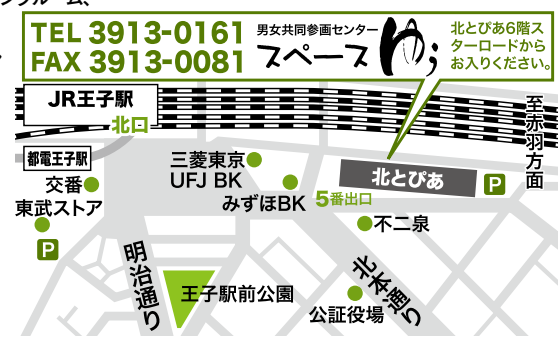 TEL 3913-0161
FAX 3913-0081
男女共同参画センター
スペースゆう
北とぴあ6階ス
ターロードから
お入りください。
JR王子駅
北口
至赤羽方面
都電王子駅
三菱東京
UFJ BK
北とぴあ
P
交番
みずほBK
5番出口
東武ストア
不二泉
P
明治通り
北本通り
王子駅前公園
公証役場